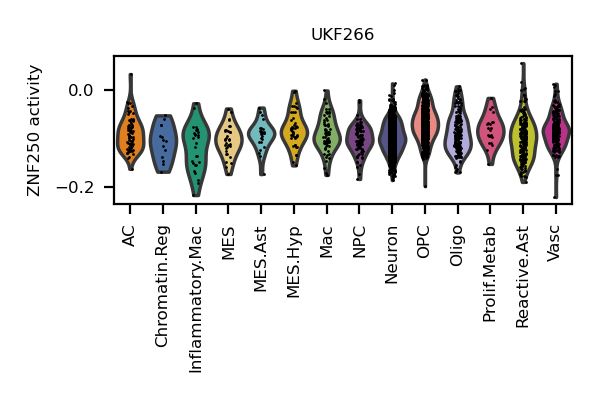 UKF266
ZNF250 activity
0.0
−0.2
AC
Chromatin.Reg
Inflammatory.Mac
MES
MES.Ast
MES.Hyp
Mac
NPC
Neuron
OPC
Oligo
Prolif.Metab
Reactive.Ast
Vasc